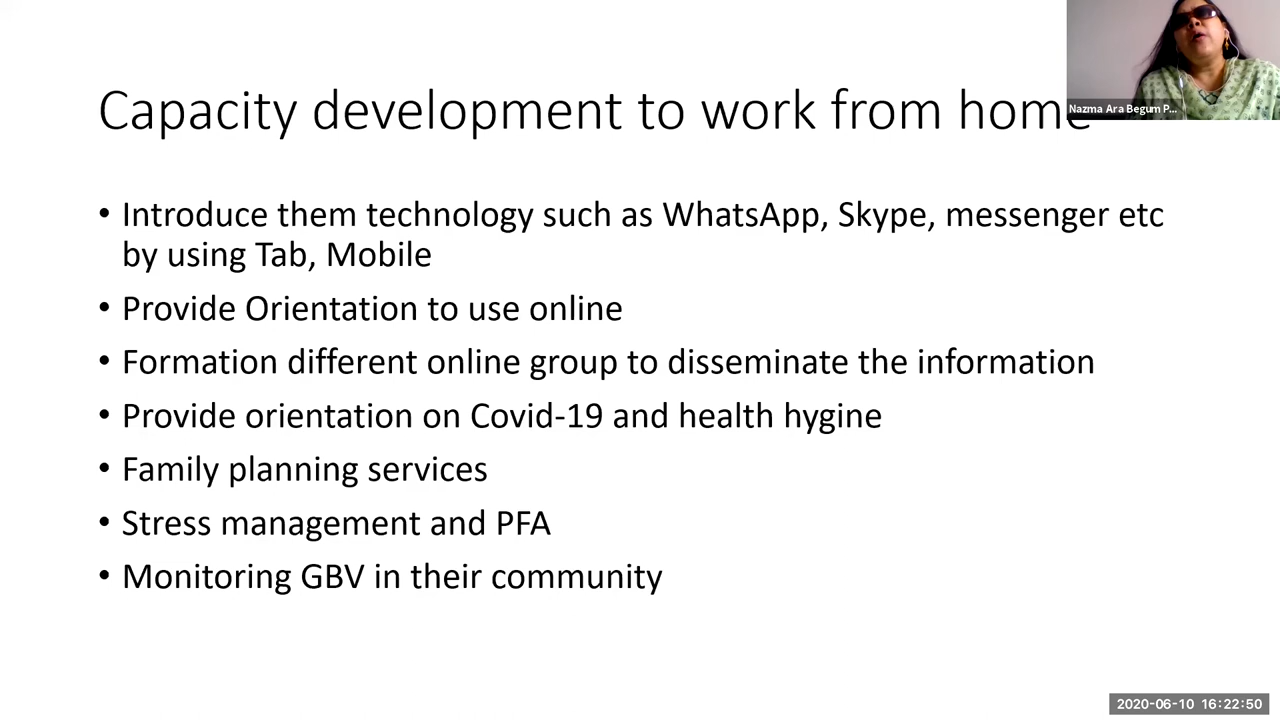 Capacity development to work from home
Nazma Ara Begum P...
• Introduce them technology such as WhatsApp, Skype, messenger etc
by using Tab, Mobile
• Provide Orientation to use online
• Formation different online group to disseminate the information
• Provide orientation on Covid-19 and health hygine
• Family planning services
• Stress management and PFA
• Monitoring GBV in their community
2020-06-10 16:22:50